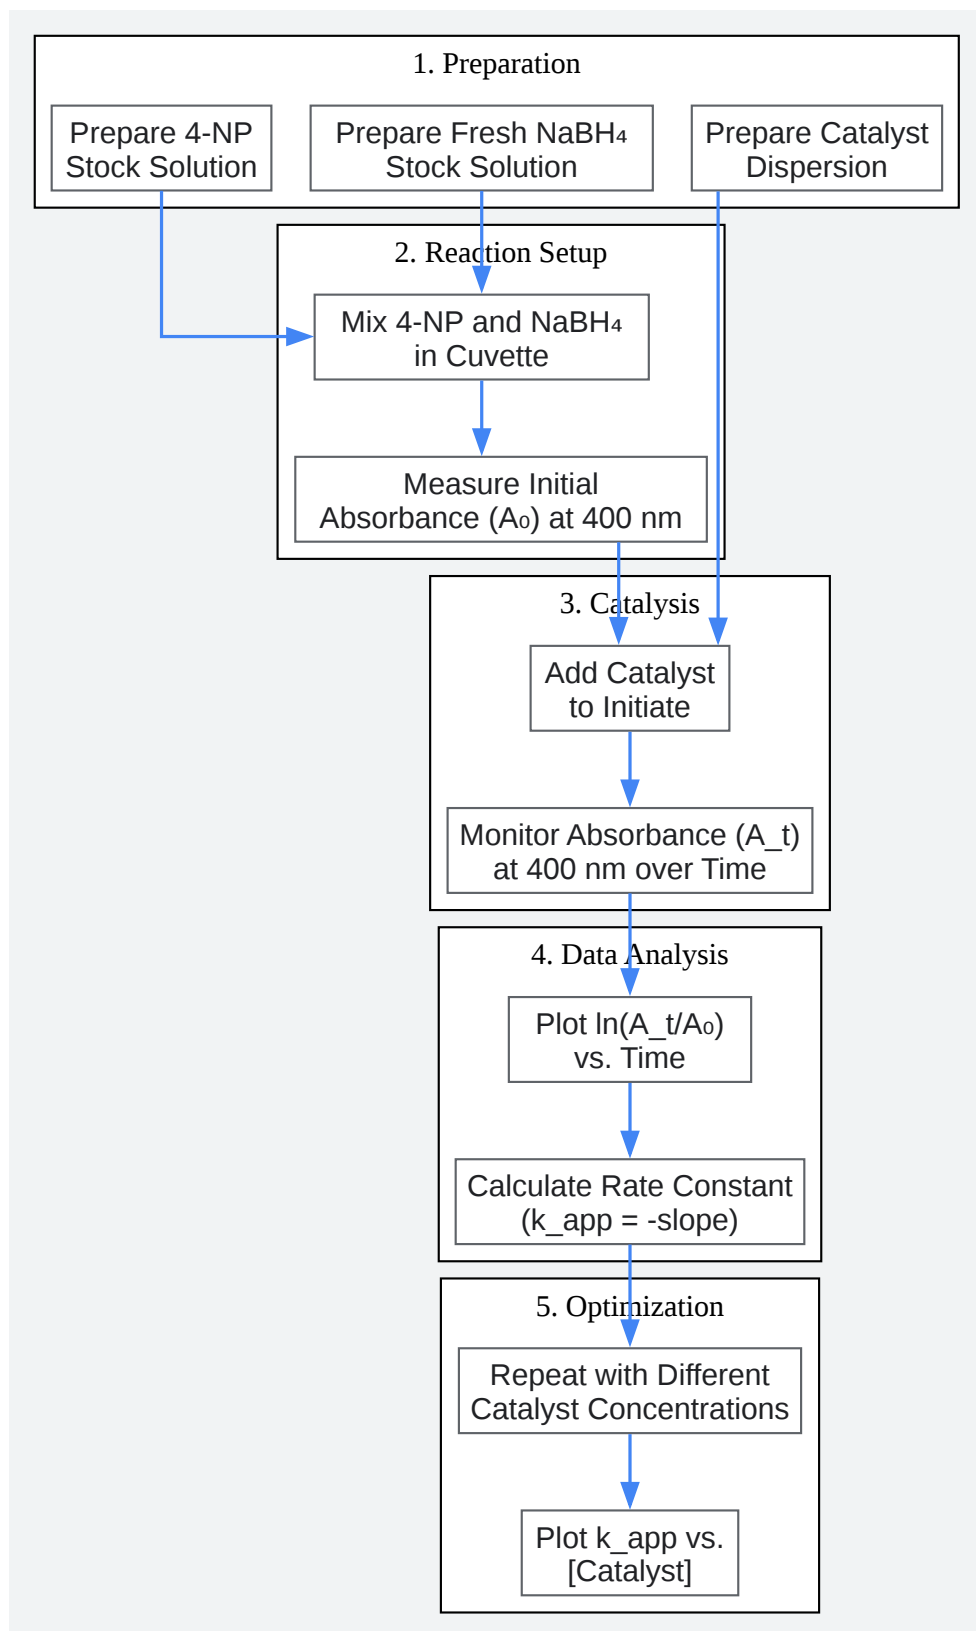 1. Preparation
Prepare 4-NP
Stock Solution
Prepare Fresh NaBH₄
Stock Solution
Prepare Catalyst
Dispersion
2. Reaction Setup
Mix 4-NP and NaBH₄
in Cuvette
Measure Initial
Absorbance (A₀) at 400 nm
3. Catalysis
Add Catalyst
to Initiate
Monitor Absorbance (A_t)
at 400 nm over Time
4. Data Analysis
Plot ln(A_t/A₀)
vs. Time
Calculate Rate Constant
(k_app = -slope)
5. Optimization
Repeat with Different
Catalyst Concentrations
Plot k_app vs.
[Catalyst]